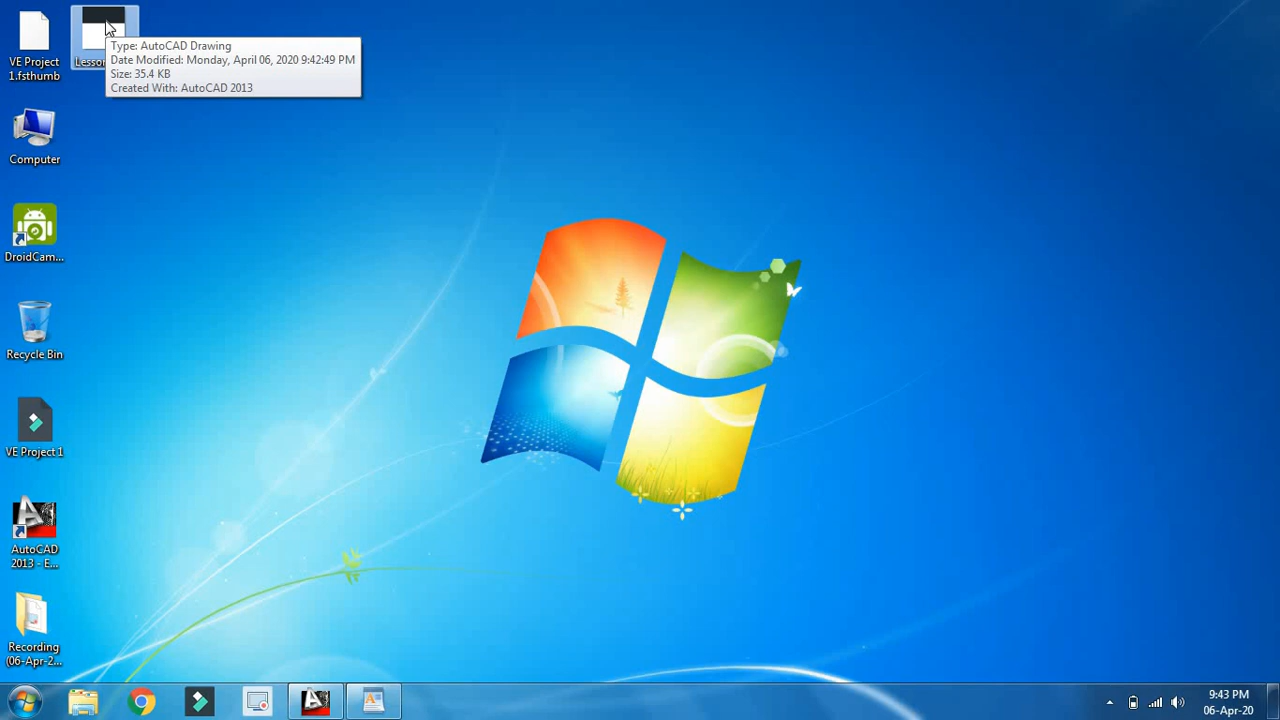 VE Project
1.fsthumb
Lesson
Type: AutoCAD Drawing
Date Modified: Monday, April 06, 2020 9:42:49 PM
Size: 35.4 KB
Created With: AutoCAD 2013
Computer
DroidCam...
Recycle Bin
VE Project 1
AutoCAD
2013 - E...
Recording
(06-Apr-2...
9:43 PM
06-Apr-20